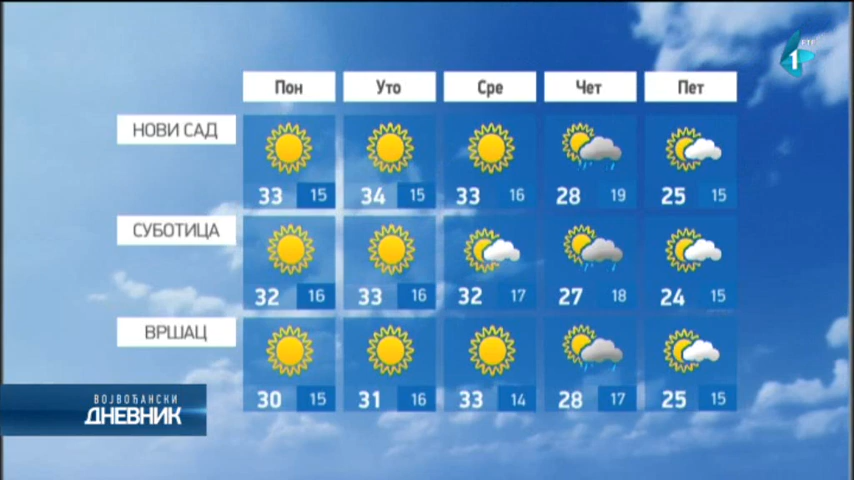 РТВ
1
Пон Уто Сре Чет Пет
НОВИ САД
33 15 34 15 33 16 28 19 25 15
СУБОТИЦА
32 16 33 16 32 17 27 18 24 15
ВРШАЦ
30 15 31 16 33 14 28 17 25 15
ВОЈВОЂАНСКИ
ДНЕВНИК